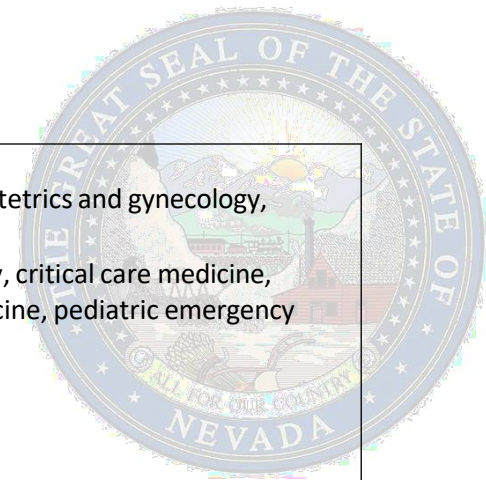 THE GREAT SEAL OF THE STATE OF
tetrics and gynecology,
, critical care medicine,
cine, pediatric emergency
ALL FOR OUR COUNTRY
NEVADA